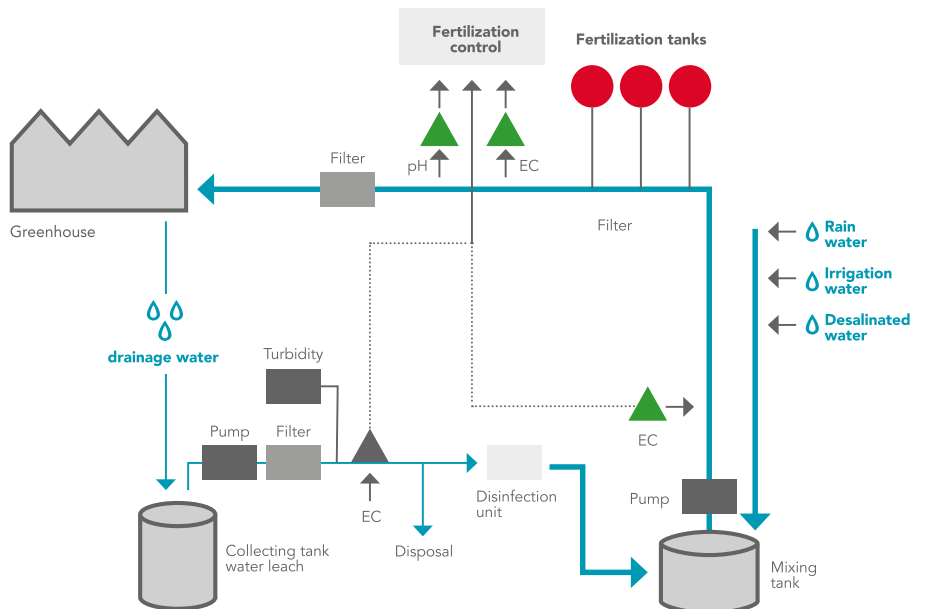 Fertilization
control
Fertilization tanks
Filter
pH
EC
Greenhouse
Filter
Rain
water
Irrigation
water
Desalinated
water
drainage water
Turbidity
Pump
Filter
EC
EC
Disposal
Disinfection
unit
Pump
Collecting tank
water leach
Mixing
tank